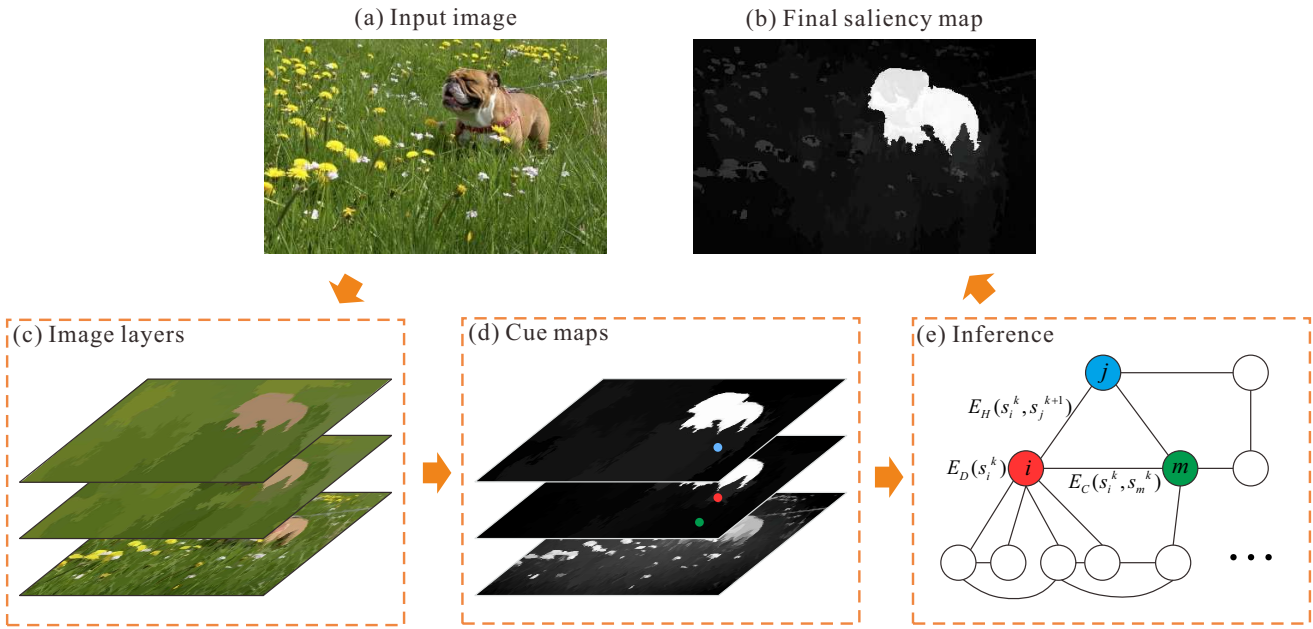 (a) Input image
(b) Final saliency map
(c) Image layers
(d) Cue maps
(e) Inference
j
E_H(s_i^k, s_j^{k+1})
E_D(s_i^k)
i
E_C(s_i^k, s_m^k)
m
...